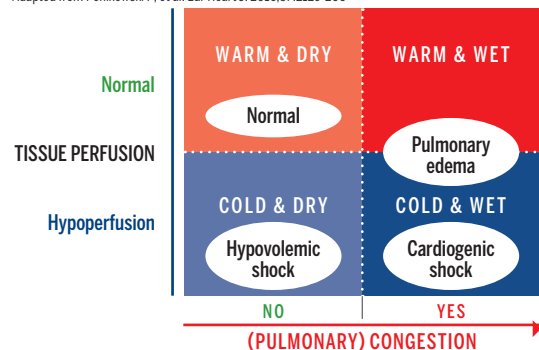 WARM & DRY
WARM & WET
Normal
Normal
TISSUE PERFUSION
Pulmonary
edema
COLD & DRY
COLD & WET
Hypoperfusion
Hypovolemic
shock
Cardiogenic
shock
NO
YES
(PULMONARY) CONGESTION